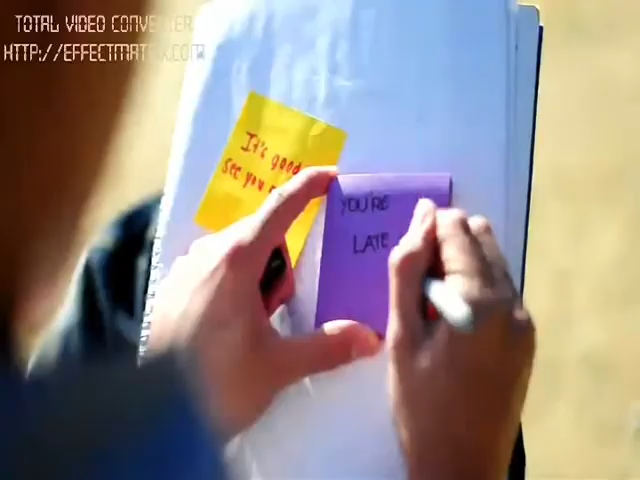 TOTAL VIDEO CONVERTER
HTTP://EFFECTMATRIX.COM
It's good
see you
YOU'RE
LATE